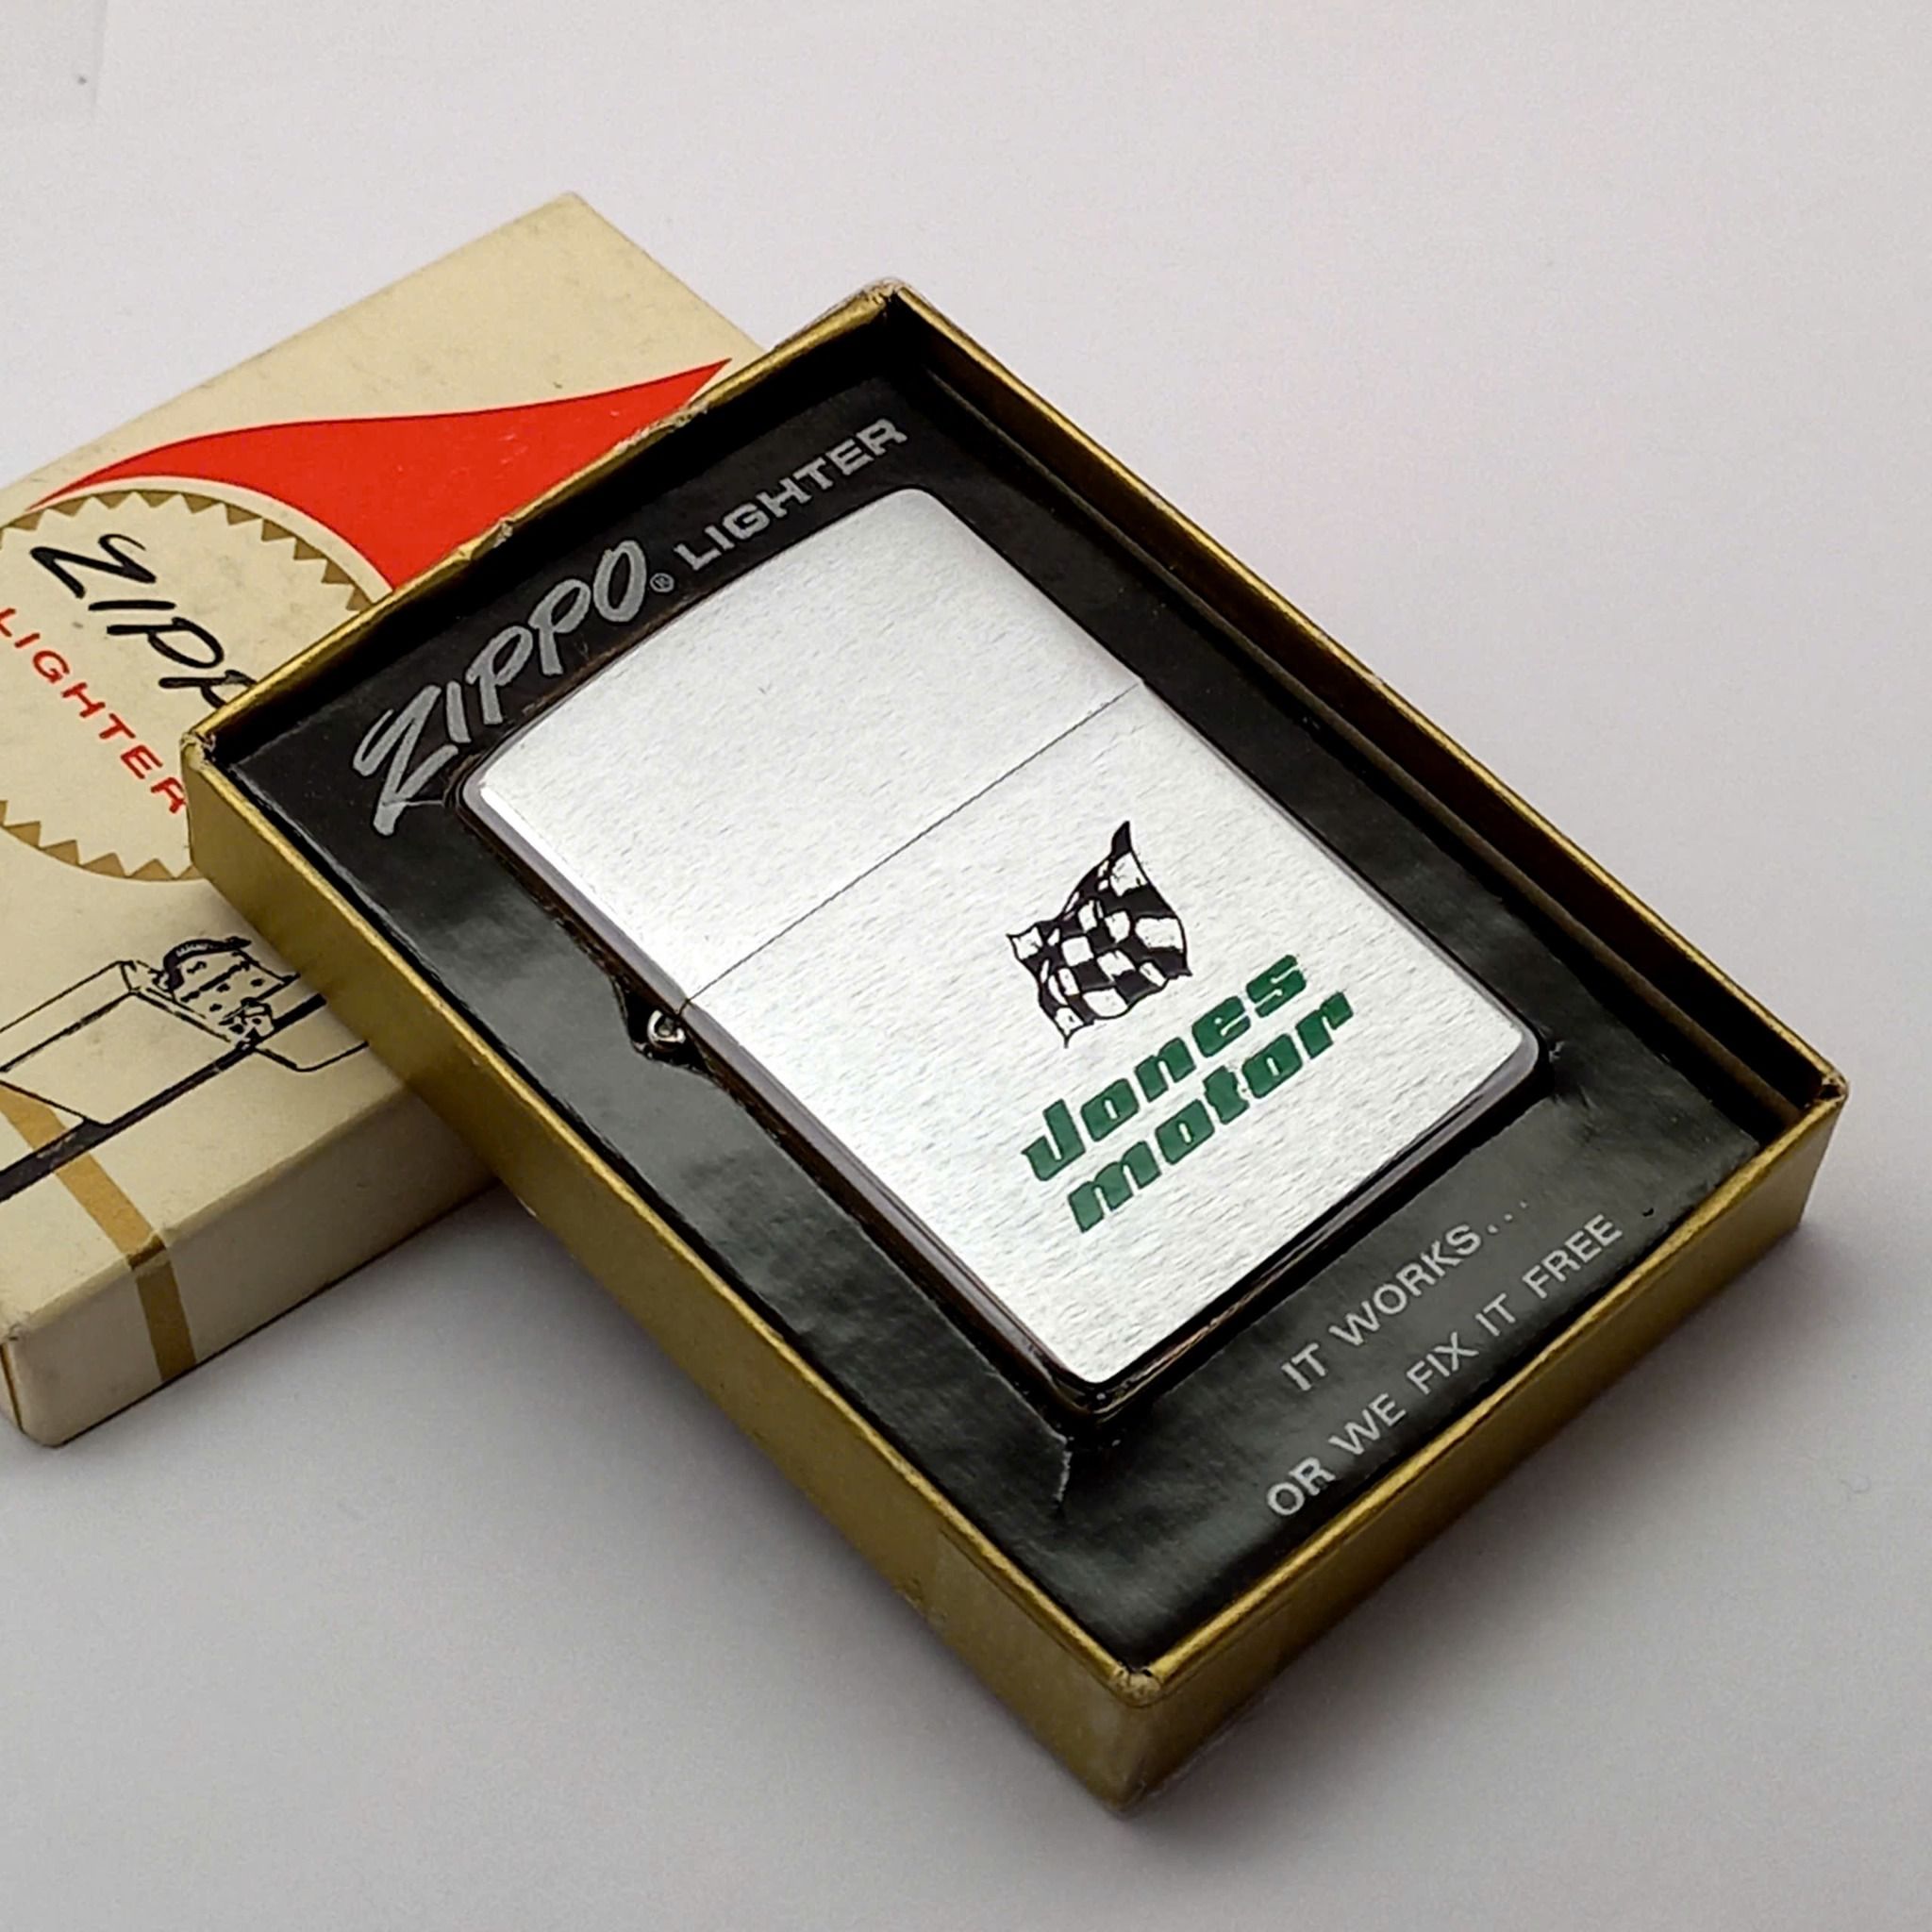 ZIPPO® LIGHTER
Jones
motor
IT WORKS...
OR WE FIX IT FREE
ZIPP
LIGHTER